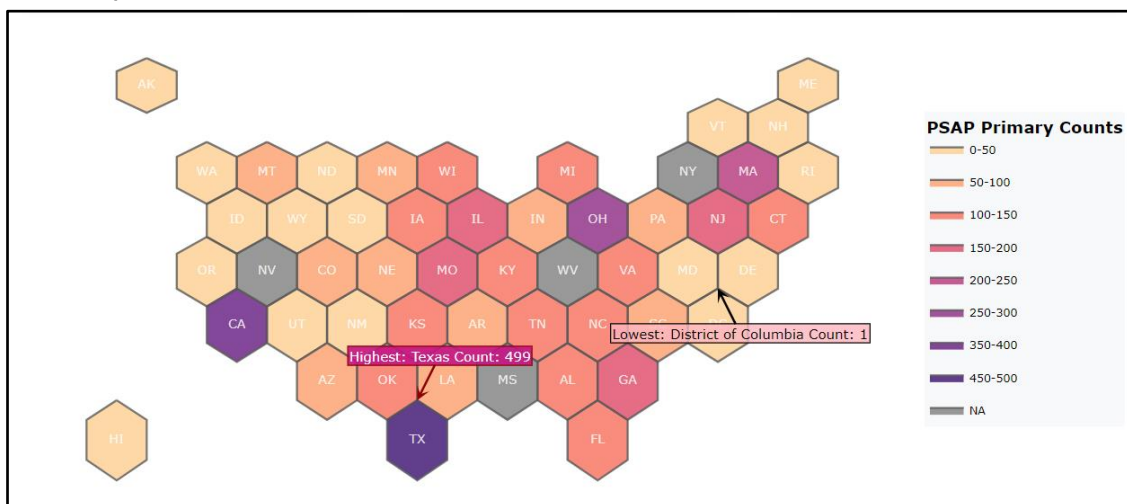 AK
ME
VT NH
WA MT ND MN WI MI NY MA RI
ID WY SD IA IL IN OH PA NJ CT
OR NV CO NE MO KY WV VA MD DE
CA UT NM KS AR TN NC SC DC
Lowest: District of Columbia Count: 1
Highest: Texas Count: 499
AZ OK LA MS AL GA
HI TX FL
PSAP Primary Counts
0-50
50-100
100-150
150-200
200-250
250-300
350-400
450-500
NA